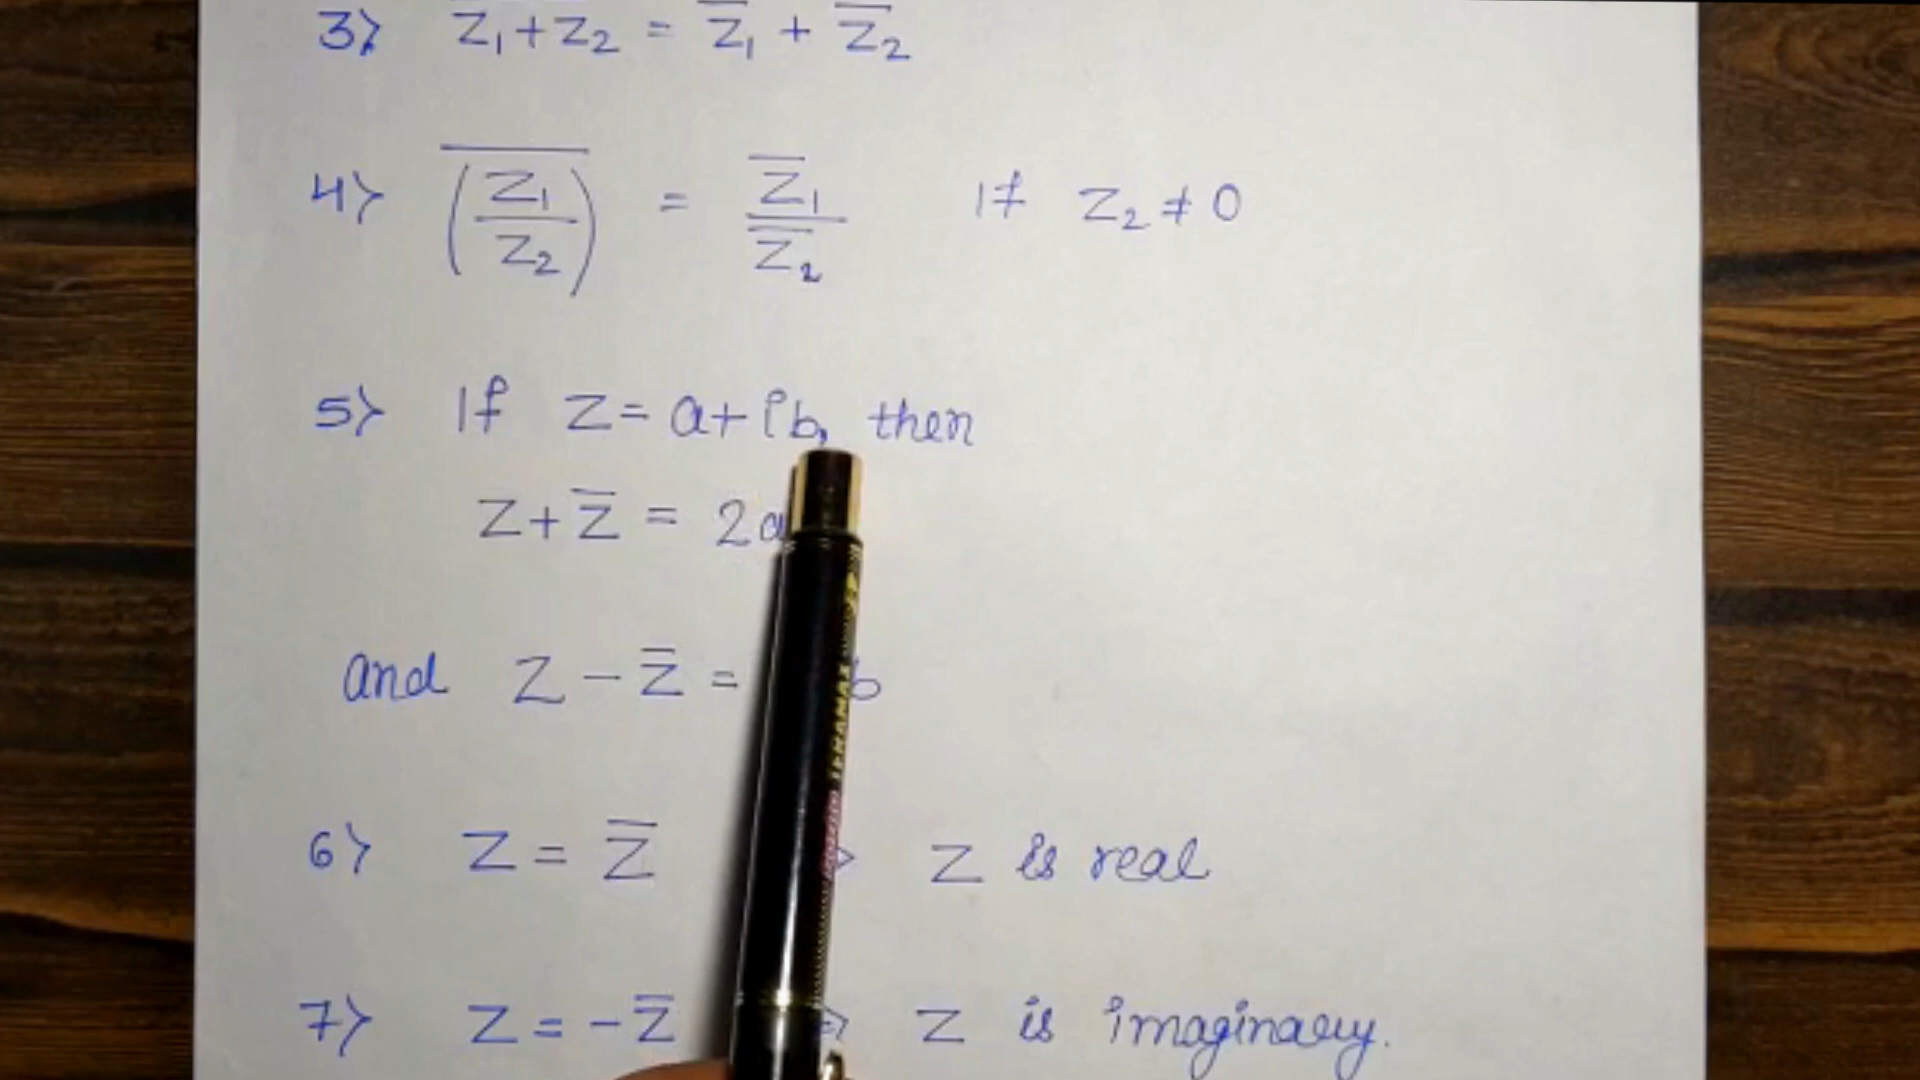 3> z₁+z₂ = z̅₁ + z̅₂
4> \overline{(z₁/z₂)} = z̅₁/z̅₂ If z₂ ≠ 0
5> If z = a+ib, then
z + z̅ = 2a
and z - z̅ = b
6> z = z̅ z is real
7> z = -z̅ ⇒ z is imaginary.